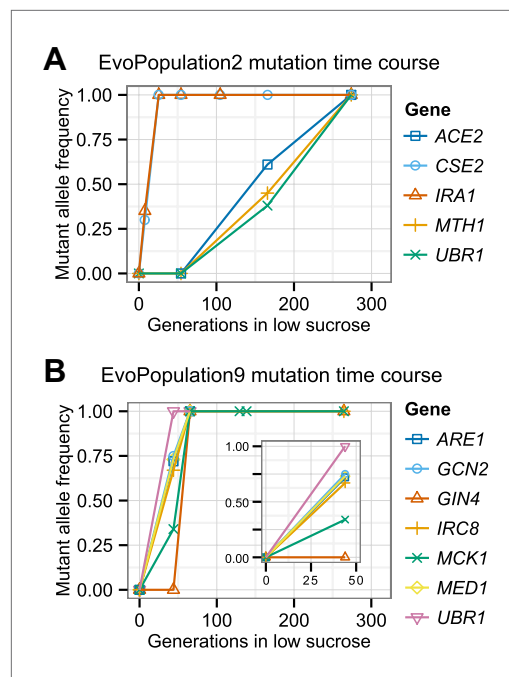 A EvoPopulation2 mutation time course
Mutant allele frequency
1.00
0.75
0.50
0.25
0.00
0 100 200 300
Generations in low sucrose
Gene
ACE2
CSE2
IRA1
MTH1
UBR1
B EvoPopulation9 mutation time course
Mutant allele frequency
1.00
0.75
0.50
0.25
0.00
1.00
0.50
0.00
0 25 50
0 100 200 300
Generations in low sucrose
Gene
ARE1
GCN2
GIN4
IRC8
MCK1
MED1
UBR1